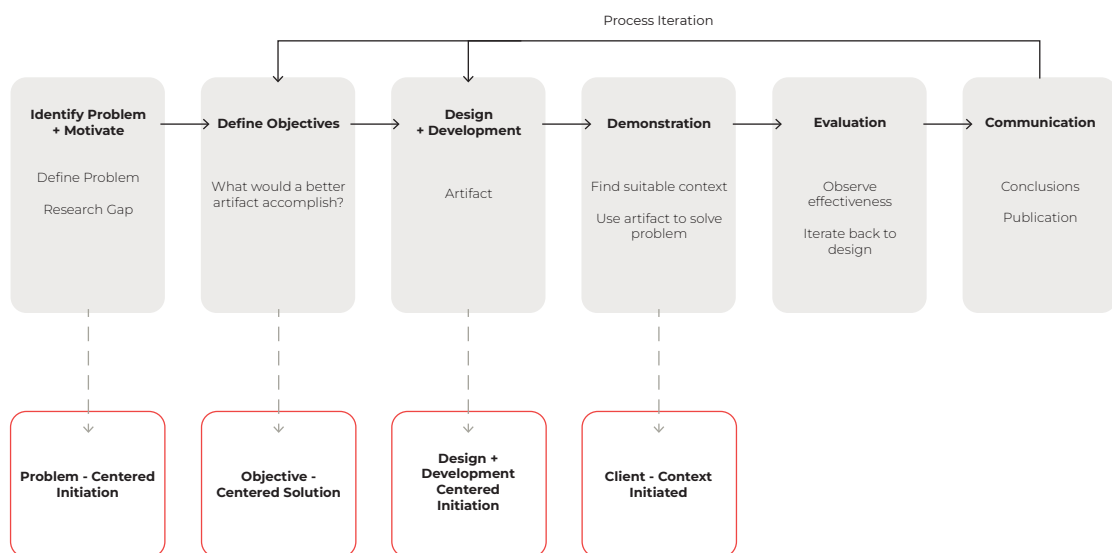 Process Iteration
Identify Problem
+ Motivate
Define Problem
Research Gap
Define Objectives
What would a better
artifact accomplish?
Design
+ Development
Artifact
Demonstration
Find suitable context
Use artifact to solve
problem
Evaluation
Observe
effectiveness
Iterate back to
design
Communication
Conclusions
Publication
Problem - Centered
Initiation
Objective -
Centered Solution
Design +
Development
Centered
Initiation
Client - Context
Initiated